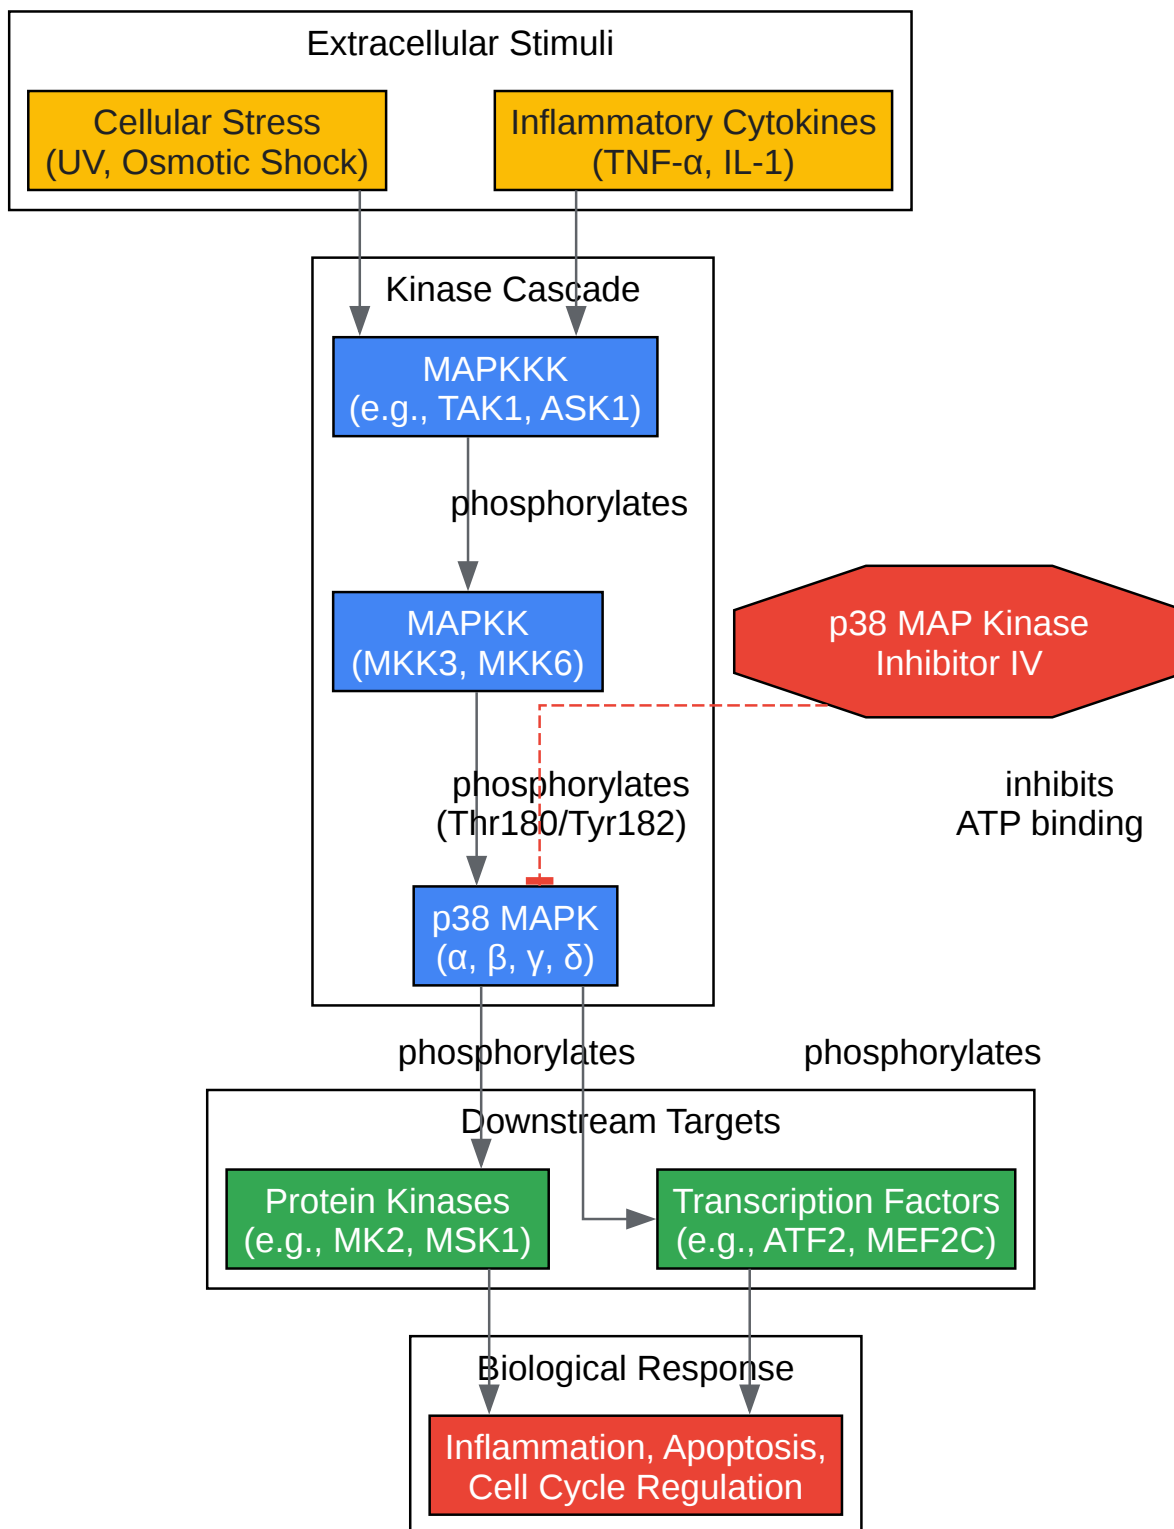 Extracellular Stimuli
Cellular Stress
(UV, Osmotic Shock)
Inflammatory Cytokines
(TNF-α, IL-1)
Kinase Cascade
MAPKKK
(e.g., TAK1, ASK1)
phosphorylates
MAPKK
(MKK3, MKK6)
p38 MAP Kinase
Inhibitor IV
phosphorylates
(Thr180/Tyr182)
inhibits
ATP binding
p38 MAPK
(α, β, γ, δ)
phosphorylates
phosphorylates
Downstream Targets
Protein Kinases
(e.g., MK2, MSK1)
Transcription Factors
(e.g., ATF2, MEF2C)
Biological Response
Inflammation, Apoptosis,
Cell Cycle Regulation